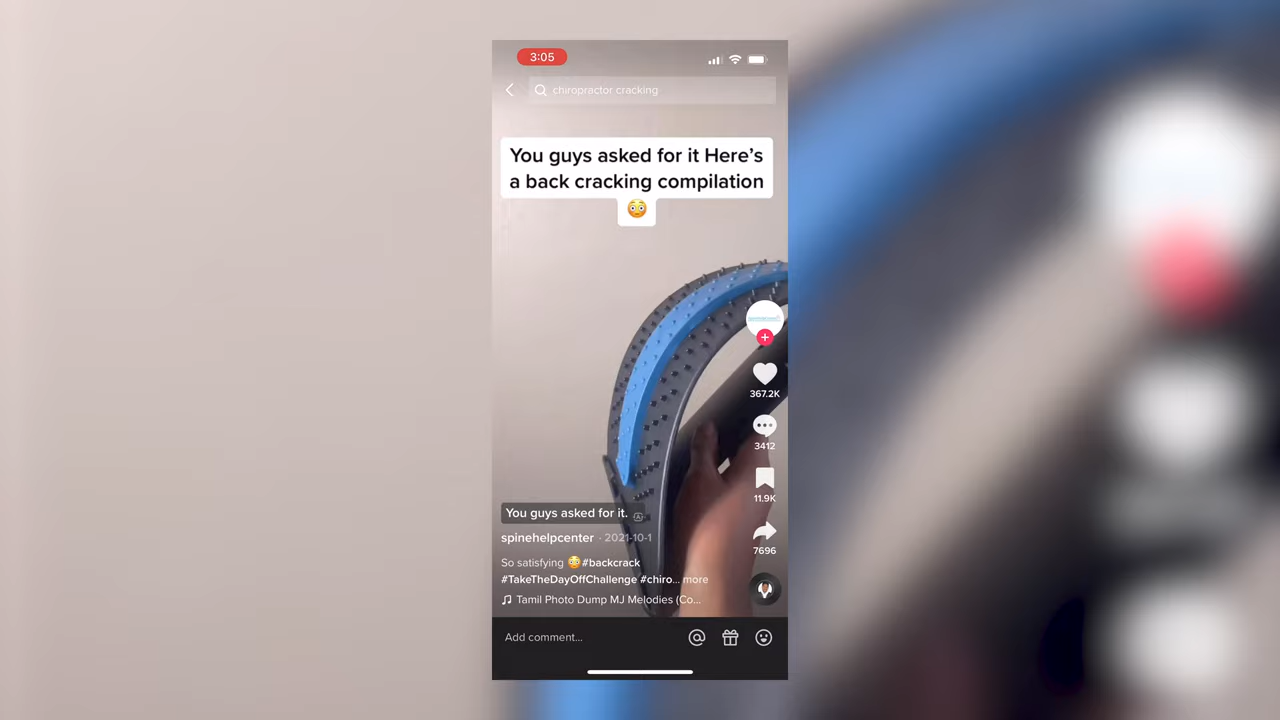 3:05
chiropractor cracking
You guys asked for it Here's
a back cracking compilation
😳
367.2K
3412
11.9K
7696
You guys asked for it.
spinehelpcenter · 2021-10-1
So satisfying 😳 #backcrack
#TakeTheDayOffChallenge #chiro... more
Tamil Photo Dump MJ Melodies (Co...
Add comment...